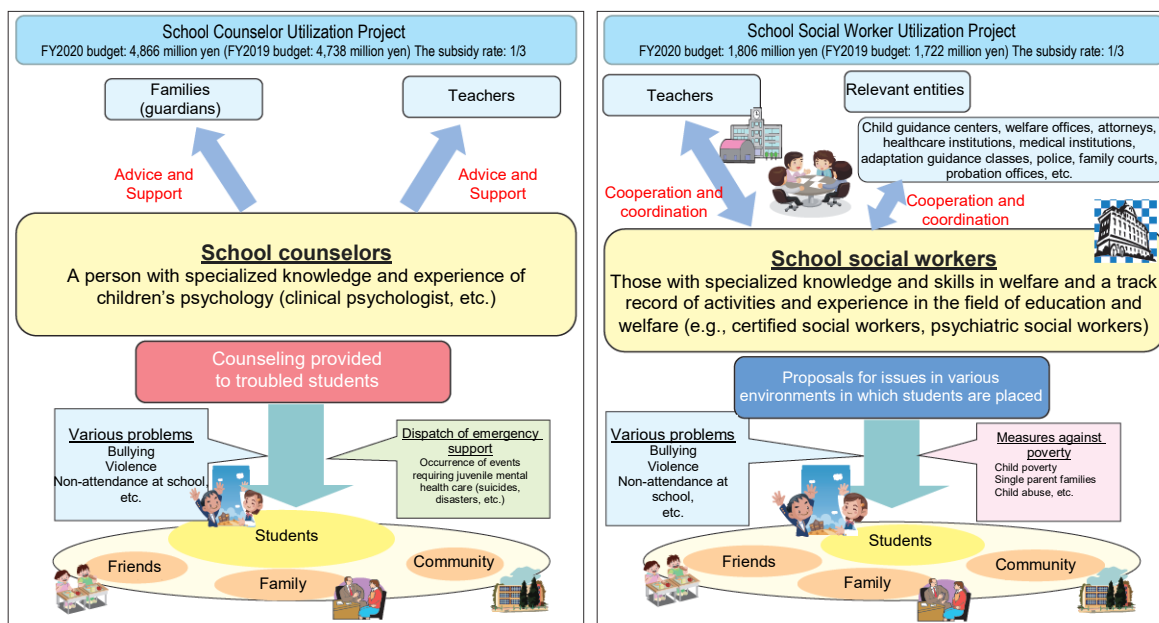 School Counselor Utilization Project
FY2020 budget: 4,866 million yen (FY2019 budget: 4,738 million yen) The subsidy rate: 1/3
Families
(guardians)
Teachers
Advice and
Support
Advice and
Support
School counselors
A person with specialized knowledge and experience of
children's psychology (clinical psychologist, etc.)
Counseling provided
to troubled students
Various problems
Bullying
Violence
Non-attendance at school,
etc.
Dispatch of emergency
support
Occurrence of events
requiring juvenile mental
health care (suicides,
disasters, etc.)
Students
Friends
Community
Family
School Social Worker Utilization Project
FY2020 budget: 1,806 million yen (FY2019 budget: 1,722 million yen) The subsidy rate: 1/3
Teachers
Relevant entities
Child guidance centers, welfare offices, attorneys,
healthcare institutions, medical institutions,
adaptation guidance classes, police, family courts,
probation offices, etc.
Cooperation and
coordination
Cooperation and
coordination
School social workers
Those with specialized knowledge and skills in welfare and a track
record of activities and experience in the field of education and
welfare (e.g., certified social workers, psychiatric social workers)
Proposals for issues in various
environments in which students are placed
Various problems
Bullying
Violence
Non-attendance at
school,
etc.
Measures against
poverty
Child poverty
Single parent families
Child abuse, etc.
Students
Friends
Community
Family